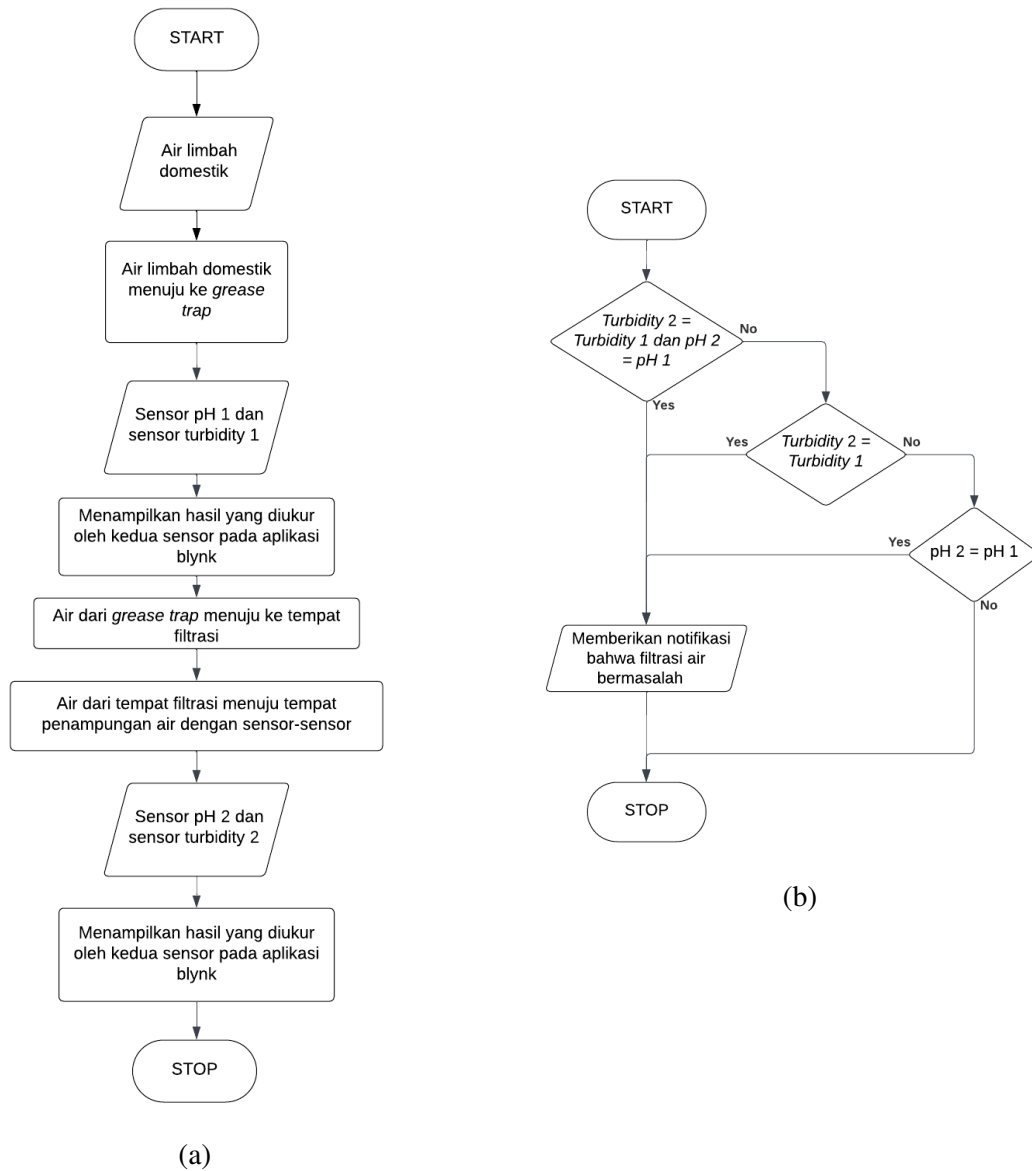 START
Air limbah
domestik
Air limbah domestik
menuju ke grease
trap
Sensor pH 1 dan
sensor turbidity 1
Menampilkan hasil yang diukur
oleh kedua sensor pada aplikasi
blynk
Air dari grease trap menuju ke tempat
filtrasi
Air dari tempat filtrasi menuju tempat
penampungan air dengan sensor-sensor
Sensor pH 2 dan
sensor turbidity 2
Menampilkan hasil yang diukur
oleh kedua sensor pada aplikasi
blynk
STOP
(a)
START
Turbidity 2 =
Turbidity 1 dan pH 2
= pH 1
No
Yes
Turbidity 2 =
Turbidity 1
Yes
No
pH 2 = pH 1
Yes
No
Memberikan notifikasi
bahwa filtrasi air
bermasalah
STOP
(b)